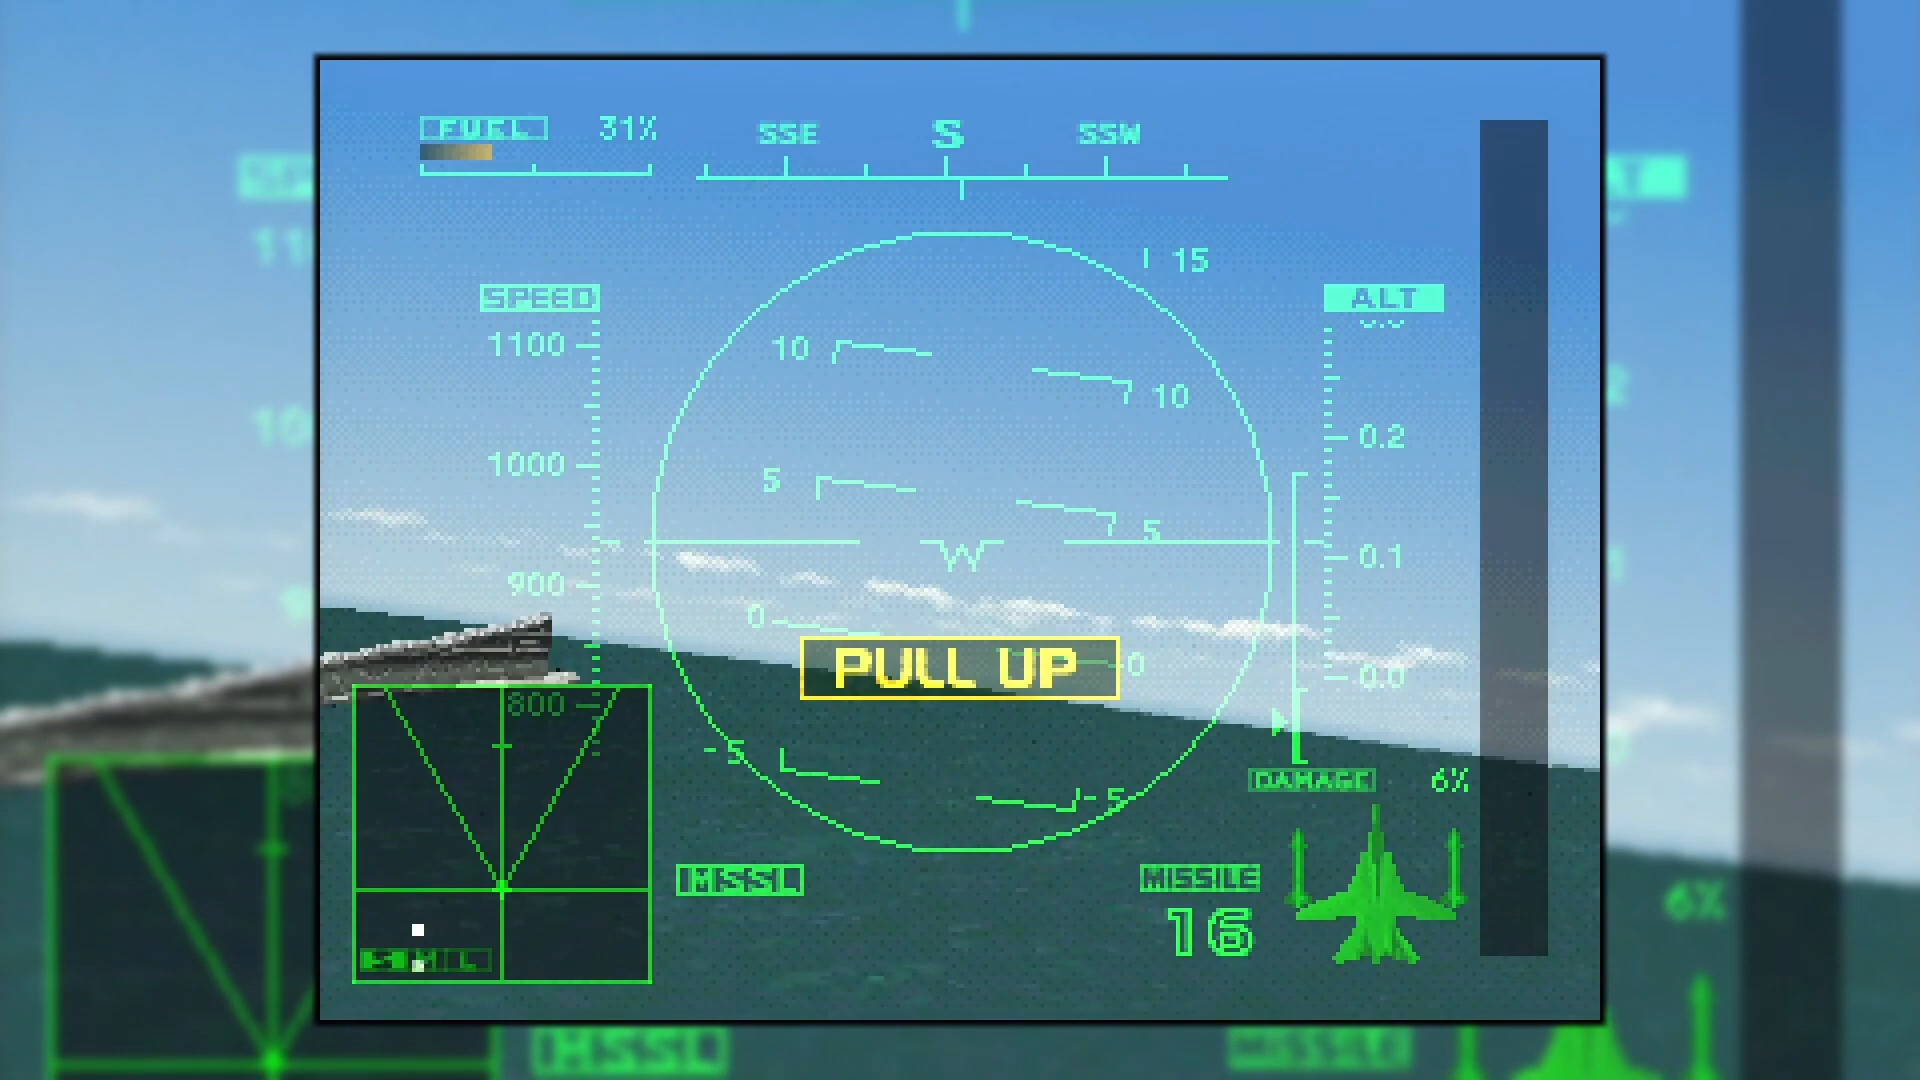 FUEL 31%
SSE S SSW
15
SPEED
ALT
1100
10
10
0.2
1000
5
5
0.1
900
0
PULL UP
0
0.0
800
-5
-5
DAMAGE 6%
MSSL
MISSILE
16